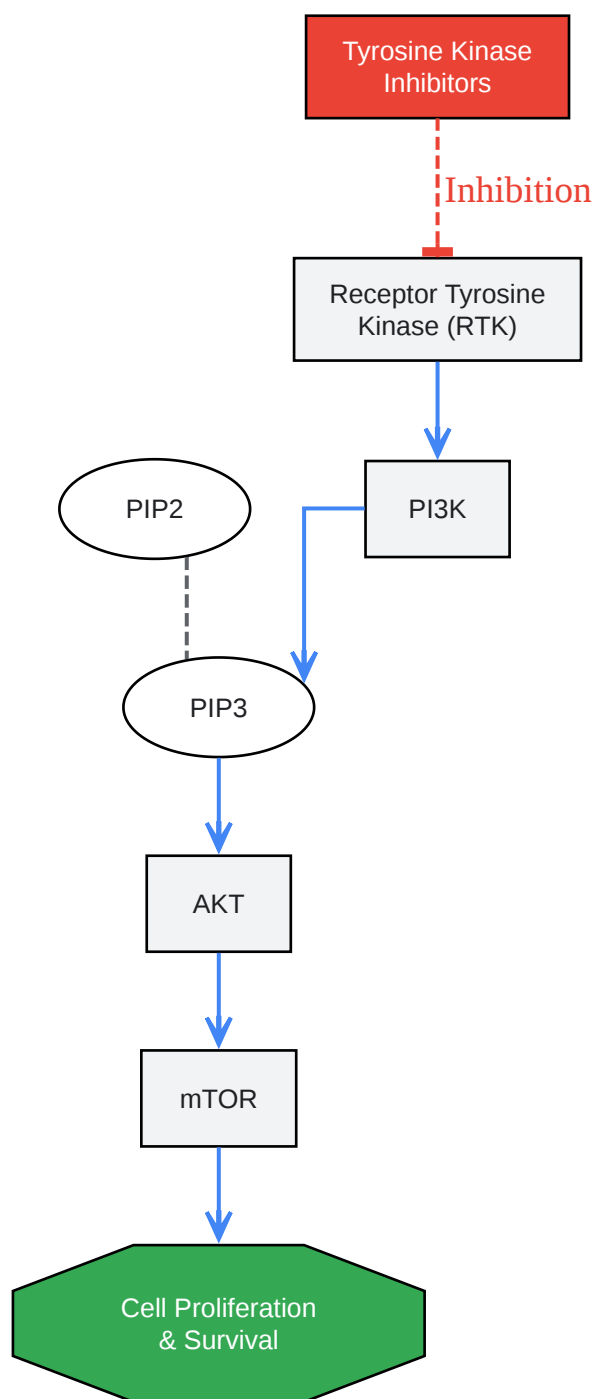 Tyrosine Kinase
Inhibitors
Inhibition
Receptor Tyrosine
Kinase (RTK)
PIP2
PI3K
PIP3
AKT
mTOR
Cell Proliferation
& Survival